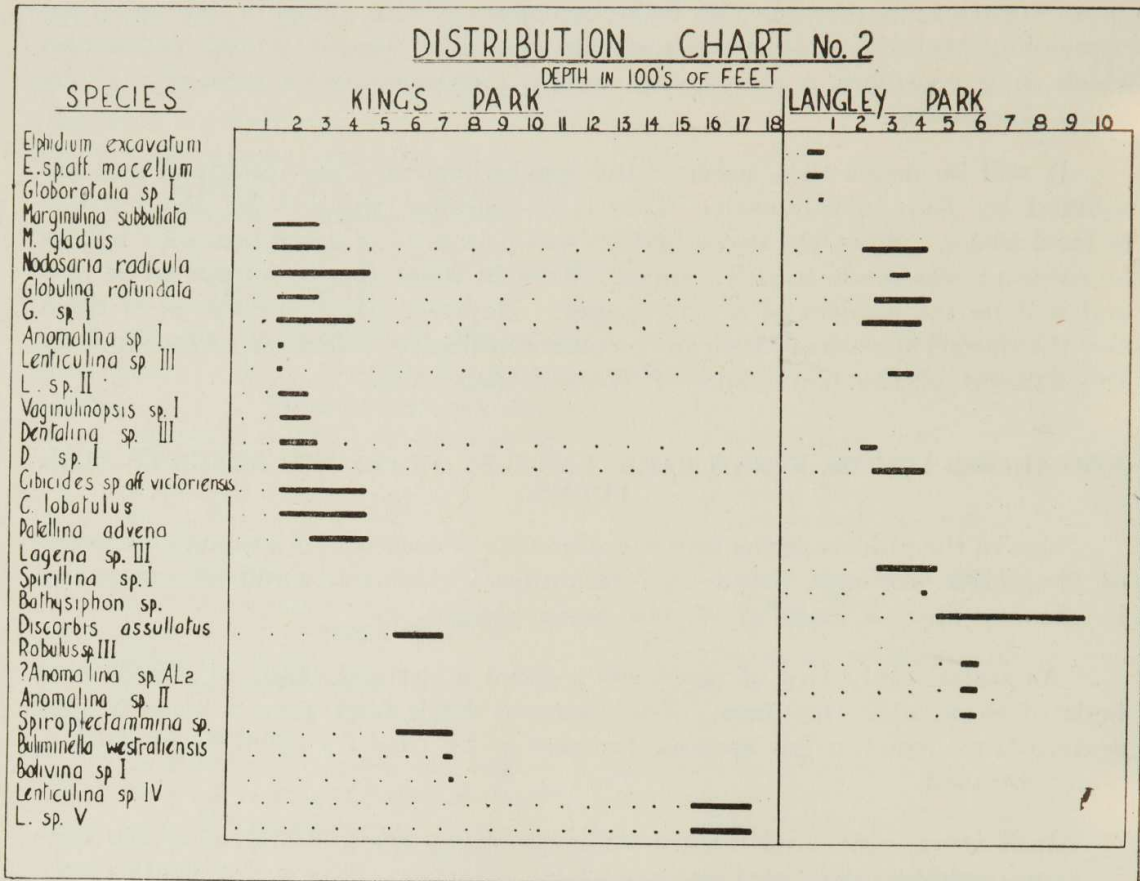 DISTRIBUTION CHART No. 2
DEPTH IN 100's OF FEET
SPECIES
KING'S PARK
LANGLEY PARK
1 2 3 4 5 6 7 8 9 10 11 12 13 14 15 16 17 18
1 2 3 4 5 6 7 8 9 10
Elphidium excavatum
E.sp.aff. macellum
Globorotalia sp I
Marginulina subbullata
M. gladius
Nodosaria radicula
Globulina rotundata
G. sp. I
Anomalina sp I
Lenticulina sp III
L. sp. II
Vaginulinopsis sp. I
Dentalina sp. III
D. sp. I
Cibicides sp aff. victoriensis.
C. lobatulus
Patellina advena
Lagena sp. III
Spirillina sp. I
Bathysiphon sp.
Discorbis assulatus
Robulus sp III
?Anomalina sp. AL2
Anomalina sp II
Spiroplectammina sp.
Buliminella westraliensis
Bolivina sp I
Lenticulina sp IV
L. sp. V